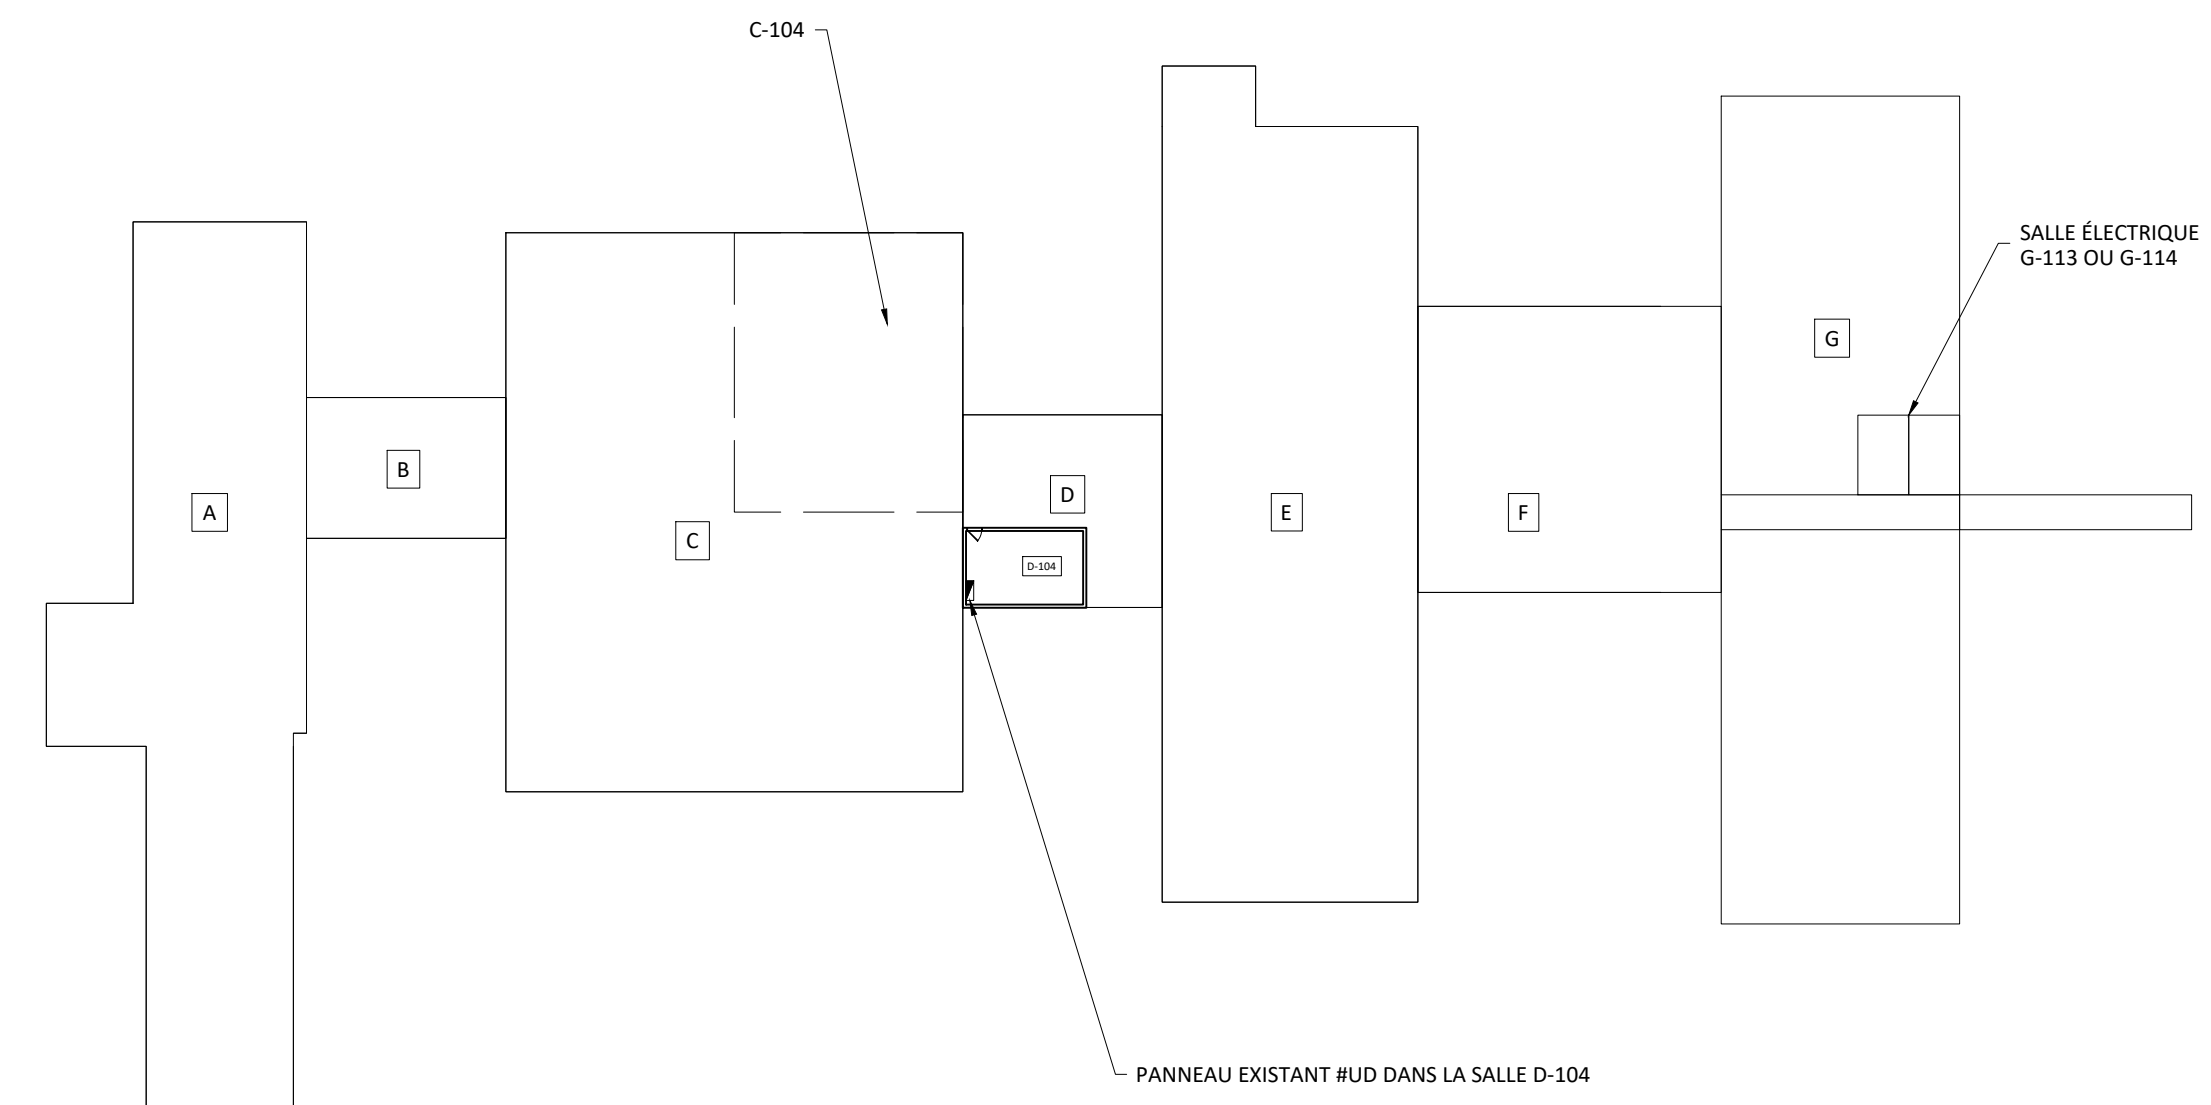 C-104
SALLE ÉLECTRIQUE
G-113 OU G-114
G
B
D
A
E
F
C
D-104
PANNEAU EXISTANT #UD DANS LA SALLE D-104